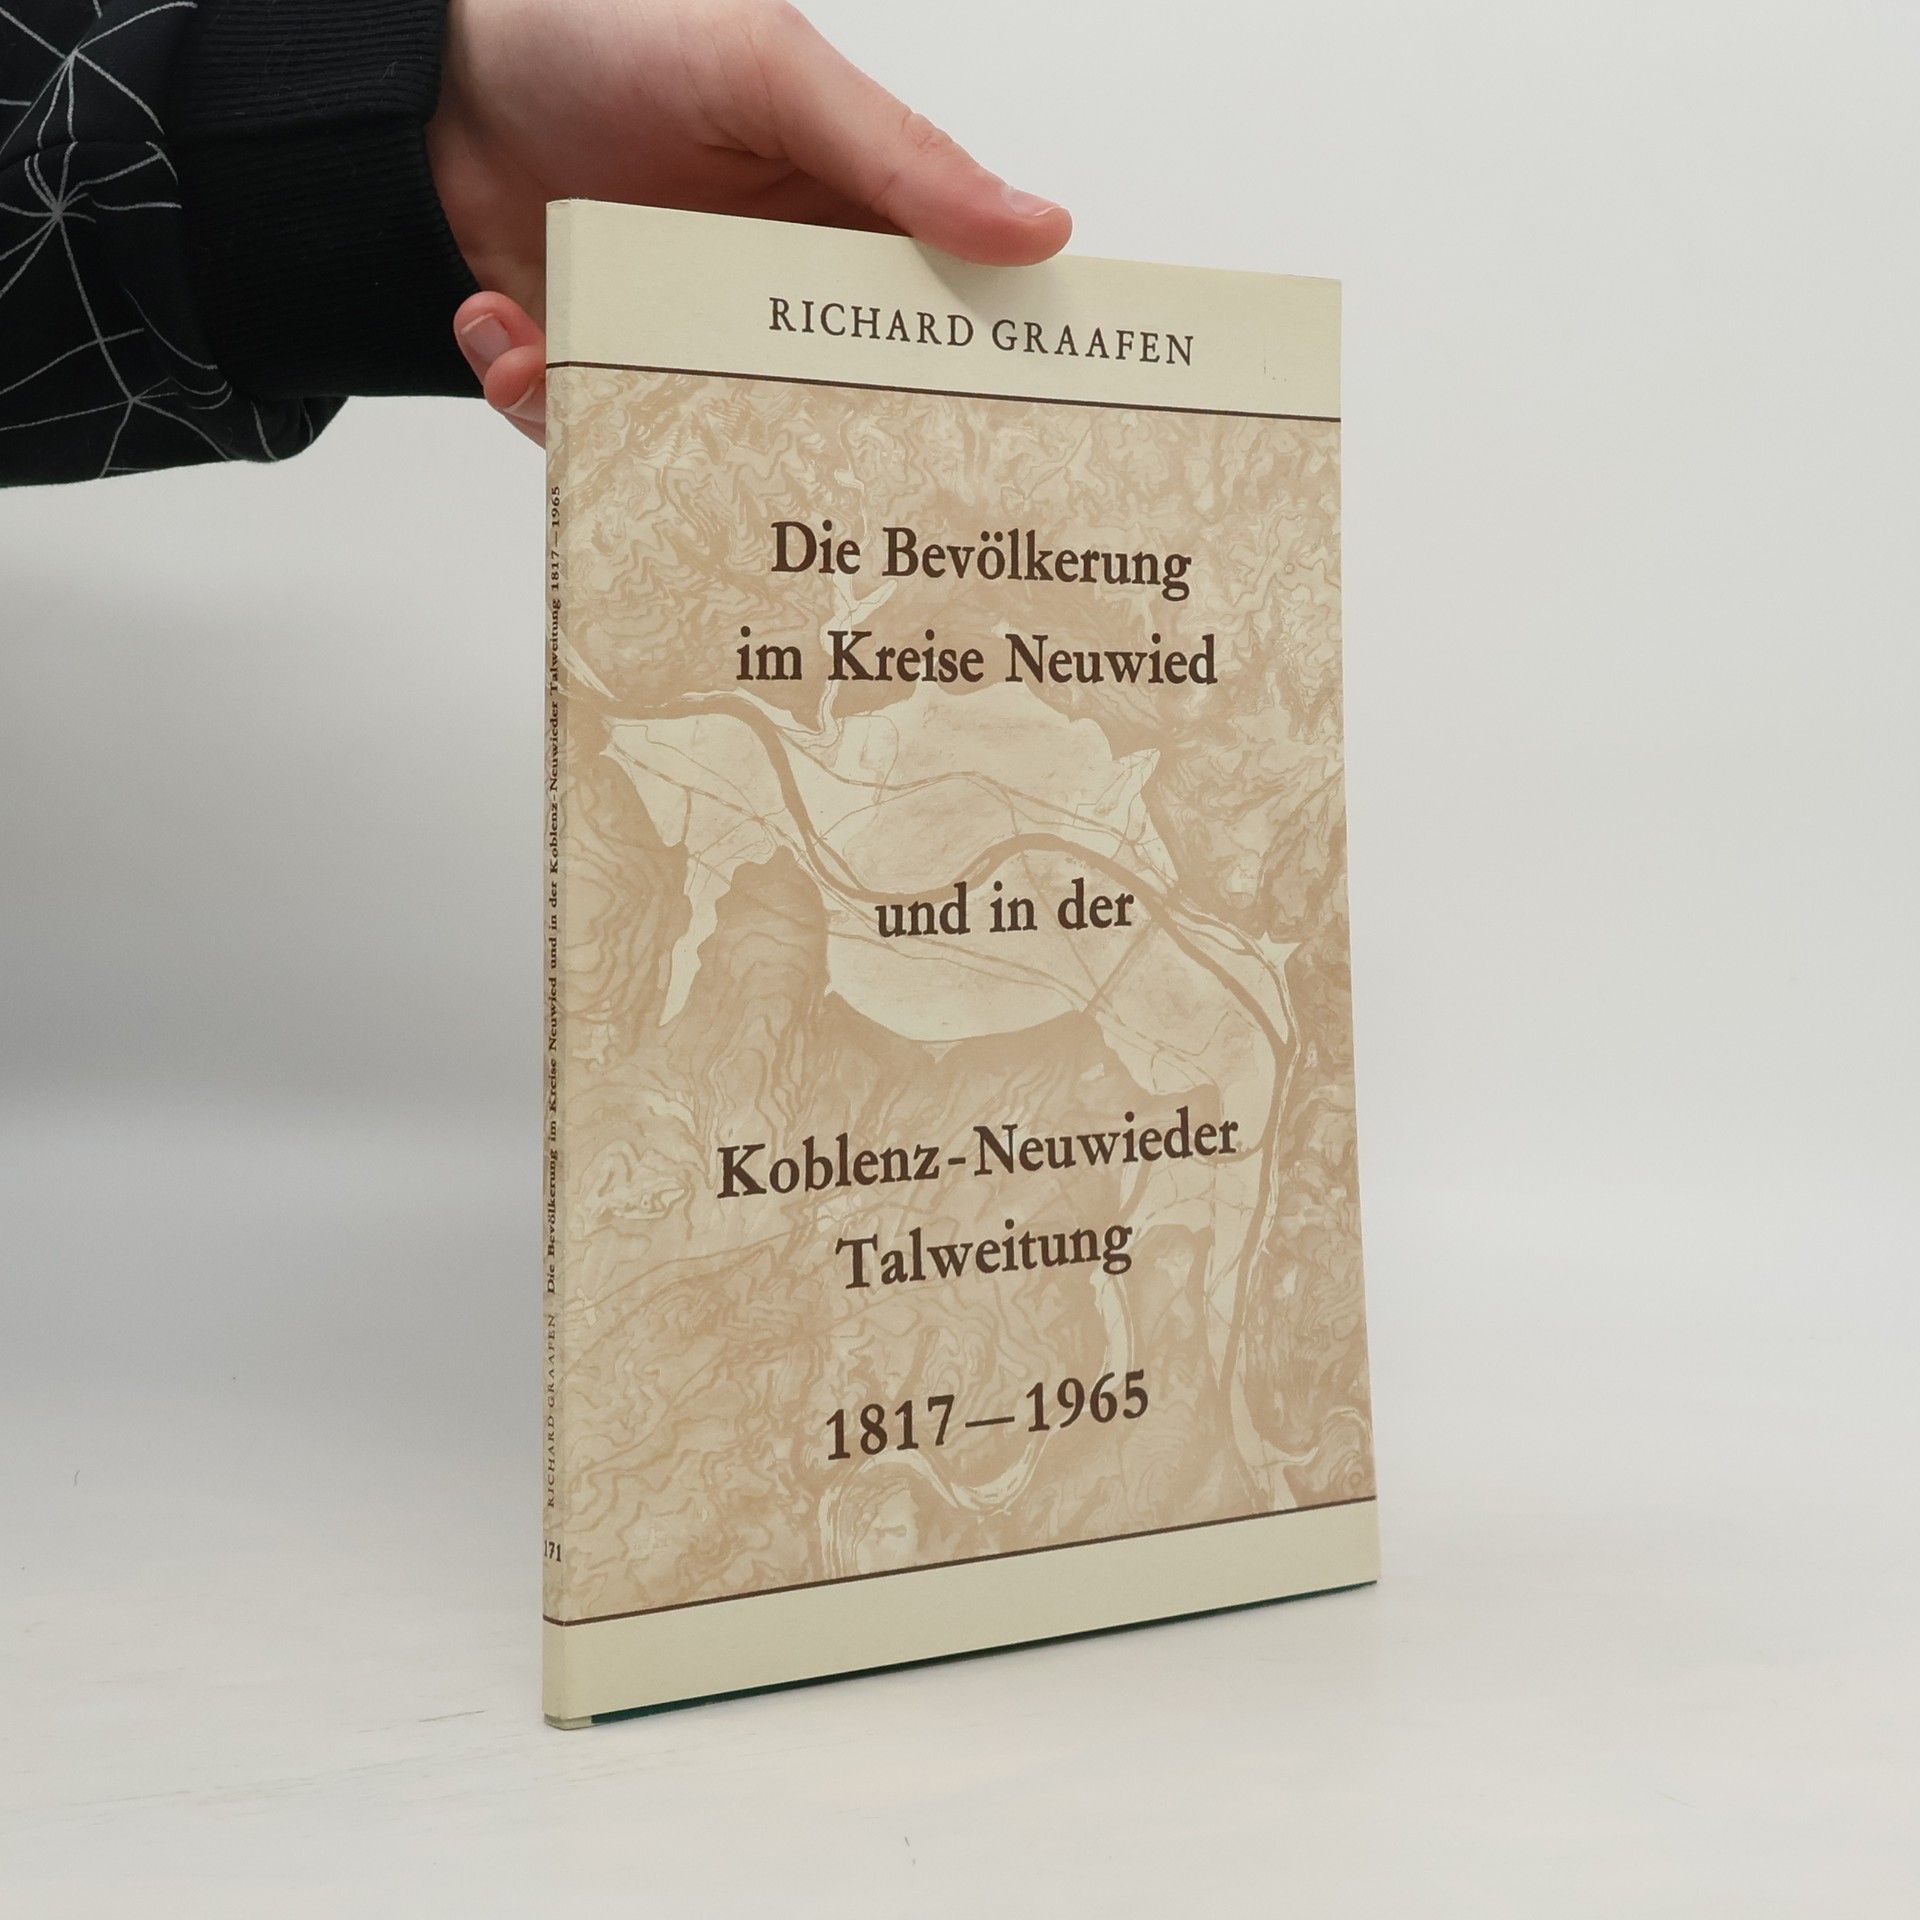 RICHARD GRAAFEN
Die Bevölkerung
im Kreise Neuwied
und in der
Koblenz-Neuwieder
Talweitung
1817—1965
171 RICHARD GRAAFEN Die Bevölkerung im Kreise Neuwied und in der Koblenz-Neuwieder Talweitung 1817—1965